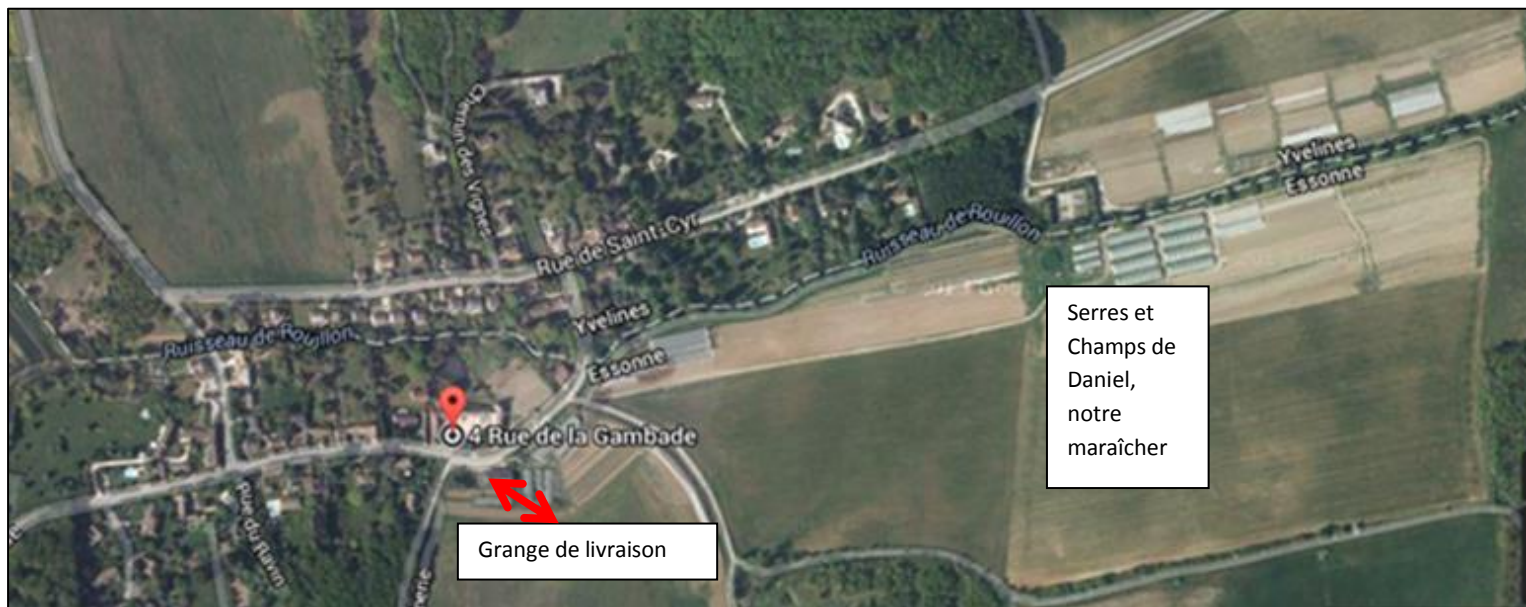 Chemin des Vignes
Rue de Saint-Cyr
Yvelines
Essonne
Ruisseau de Rouillon
Yvelines
Essonne
Ruisseau de Rouillon
4 Rue de la Gambade
Rue du Ravin
Serres et
Champs de
Daniel,
notre
maraîcher
Grange de livraison